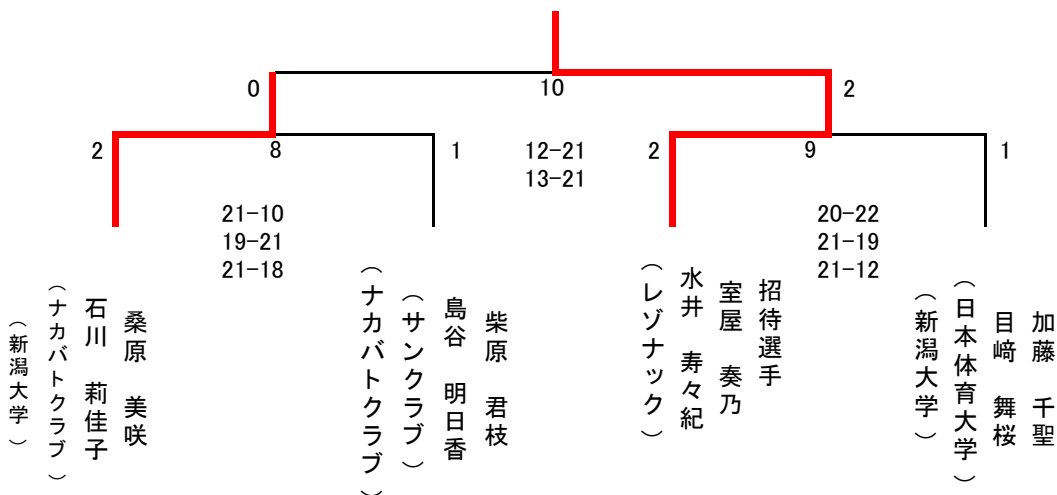 0
10
2
2
8
1
12-21
13-21
2
9
1
21-10
19-21
21-18
20-22
21-19
21-12
桑原 美咲
石川 莉佳子
（ナカバトクラブ）
（新潟大学）
柴原 君枝
島谷 明日香
（サンクラブ）
（ナカバトクラブ）
招待選手
室屋 奏乃
水井 寿々紀
（レゾナック）
加藤 千聖
目﨑 舞桜
（日本体育大学）
（新潟大学）